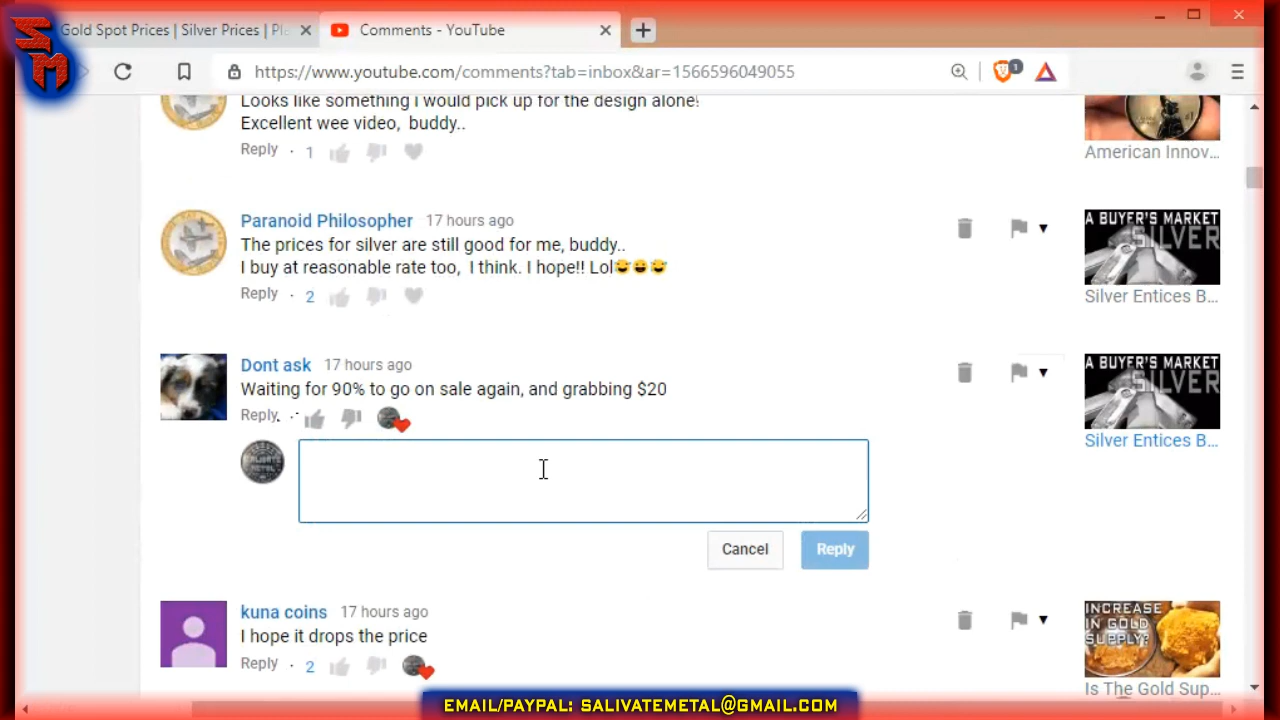 SM
Gold Spot Prices | Silver Prices | Pl
Comments - YouTube
https://www.youtube.com/comments?tab=inbox&ar=1566596049055
1
Looks like something i would pick up for the design alone!
Excellent wee video, buddy..
Reply · 1
American Innov...
Paranoid Philosopher 17 hours ago
The prices for silver are still good for me, buddy..
I buy at reasonable rate too, I think. I hope!! Lol😅😄😅
Reply · 2
A BUYER'S MARKET
SILVER
Silver Entices B...
Dont ask 17 hours ago
Waiting for 90% to go on sale again, and grabbing $20
Reply ·
A BUYER'S MARKET
SILVER
Silver Entices B...
Cancel
Reply
kuna coins 17 hours ago
I hope it drops the price
Reply · 2
INCREASE
IN GOLD
SUPPLY?
Is The Gold Sup...
EMAIL/PAYPAL: SALIVATEMETAL@GMAIL.COM